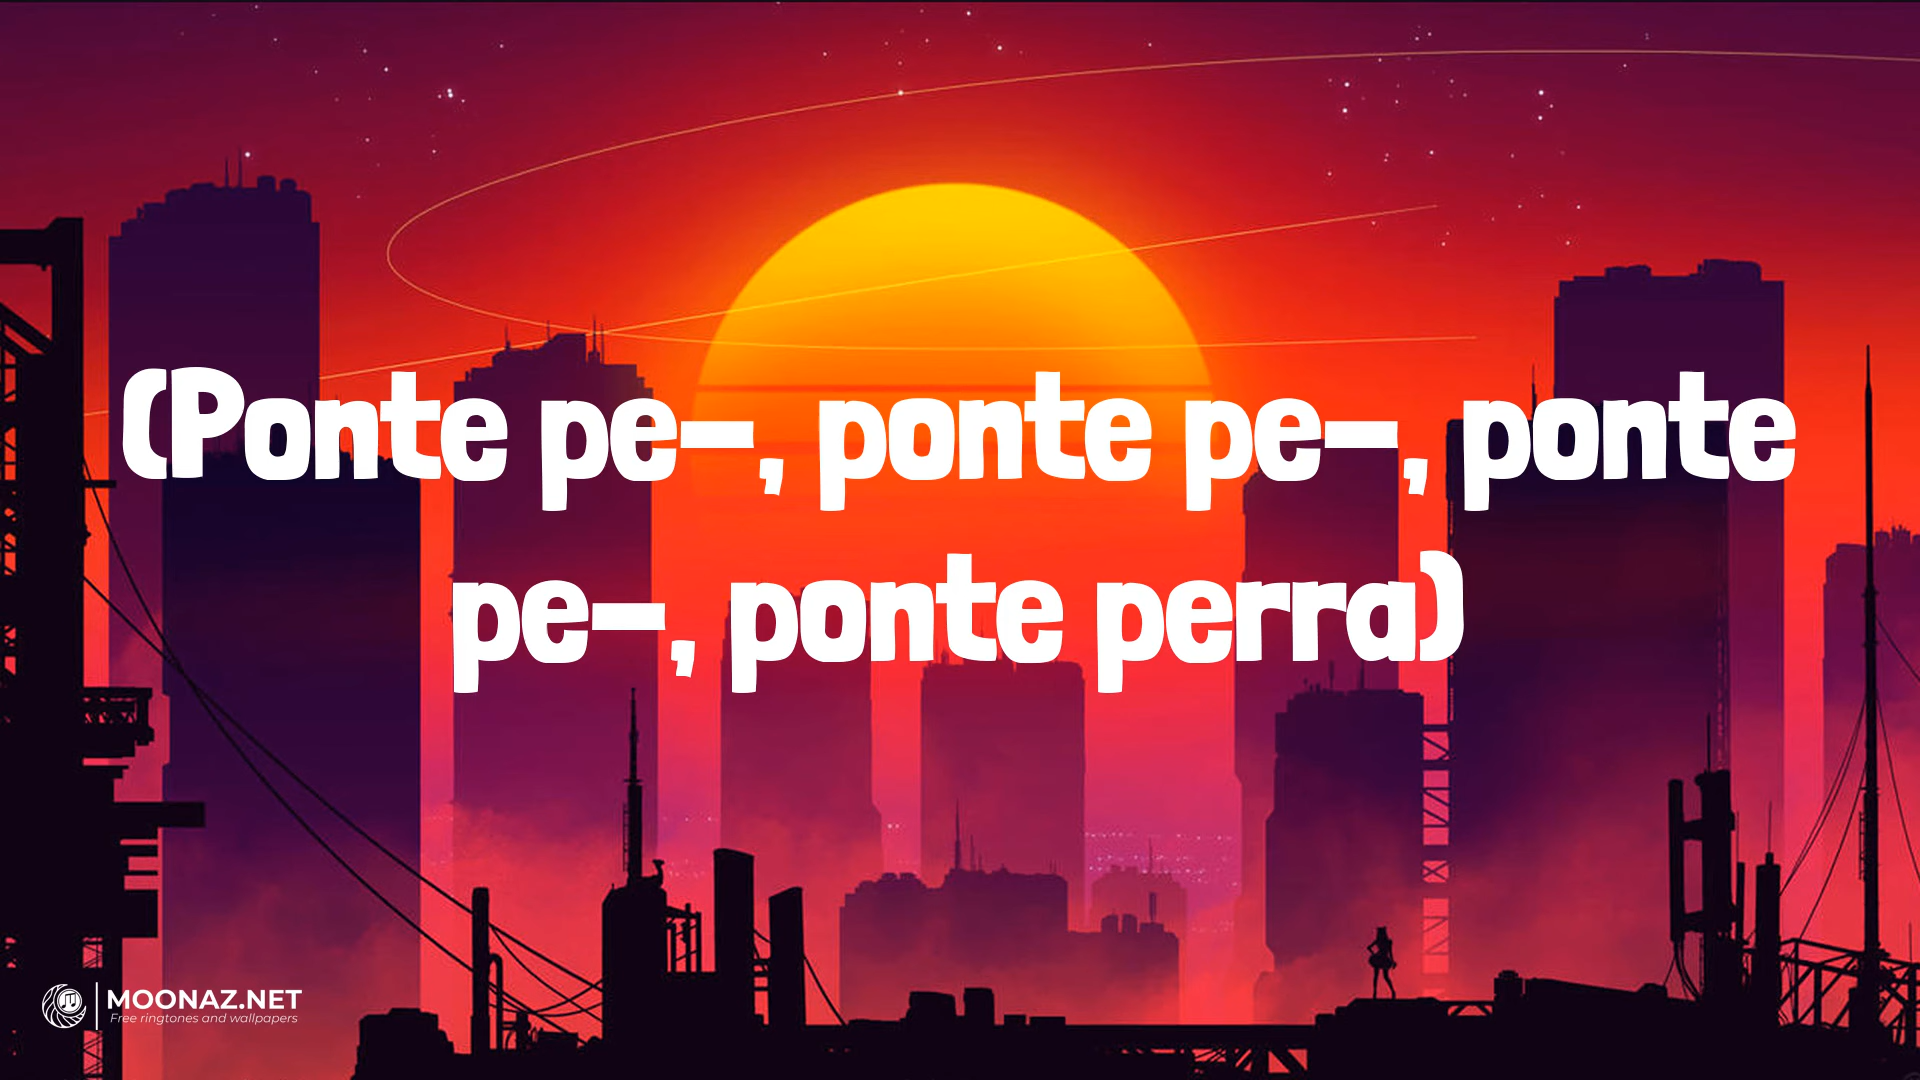 (Ponte pe-, ponte pe-, ponte
pe-, ponte perra)
MOONAZ.NET
Free ringtones and wallpapers